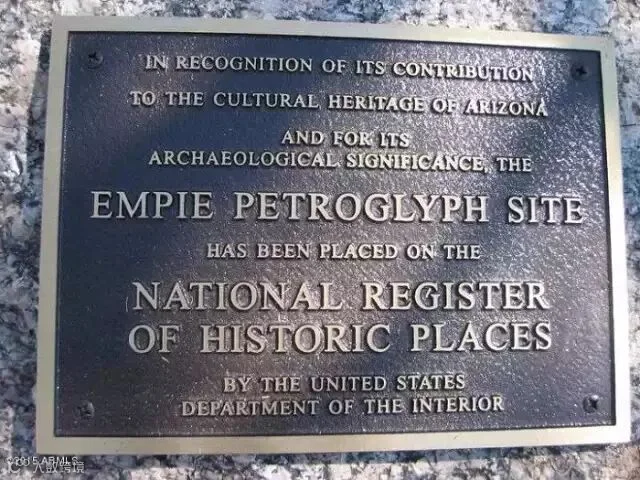 IN RECOGNITION OF ITS CONTRIBUTION
TO THE CULTURAL HERITAGE OF ARIZONA
AND FOR ITS
ARCHAEOLOGICAL SIGNIFICANCE, THE
EMPIE PETROGLYPH SITE
HAS BEEN PLACED ON THE
NATIONAL REGISTER
OF HISTORIC PLACES
BY THE UNITED STATES
DEPARTMENT OF THE INTERIOR